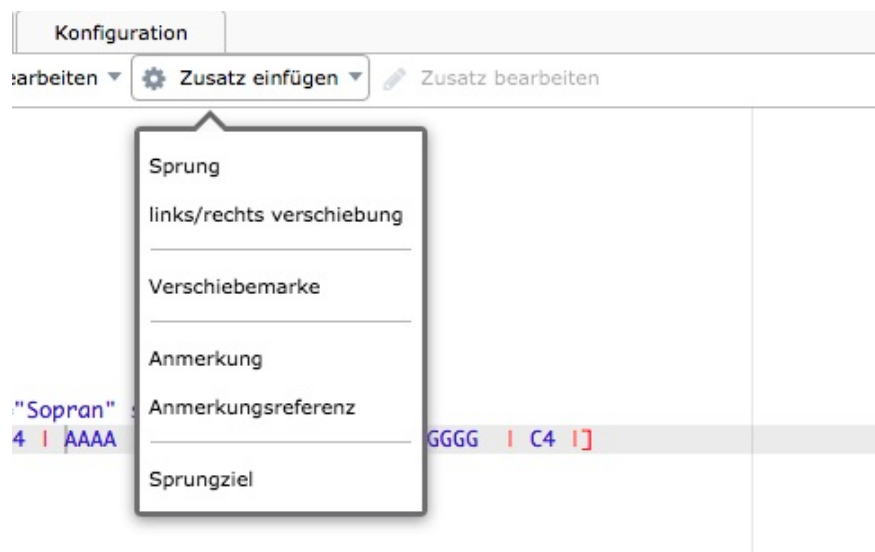 Konfiguration
earbeiten Zusatz einfügen Zusatz bearbeiten
Sprung
links/rechts verschiebung
Verschiebemarke
Anmerkung
Anmerkungsreferenz
="Sopran" s
4 | AAAA GGGG | C4 |]
Sprungziel